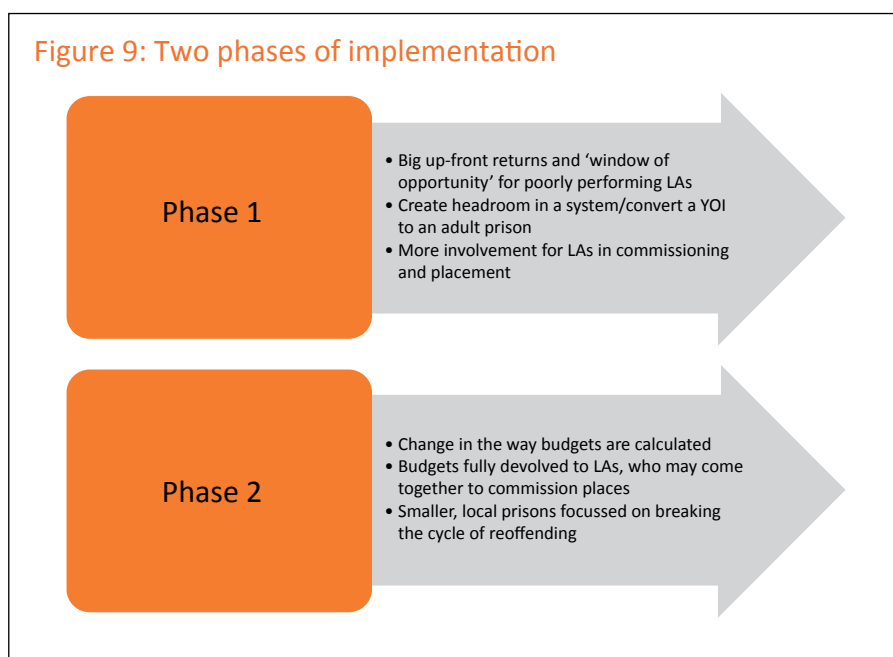 Figure 9: Two phases of implementation
Phase 1
• Big up-front returns and ‘window of
opportunity’ for poorly performing LAs
• Create headroom in a system/convert a YOI
to an adult prison
• More involvement for LAs in commissioning
and placement
Phase 2
• Change in the way budgets are calculated
• Budgets fully devolved to LAs, who may come
together to commission places
• Smaller, local prisons focussed on breaking
the cycle of reoffending